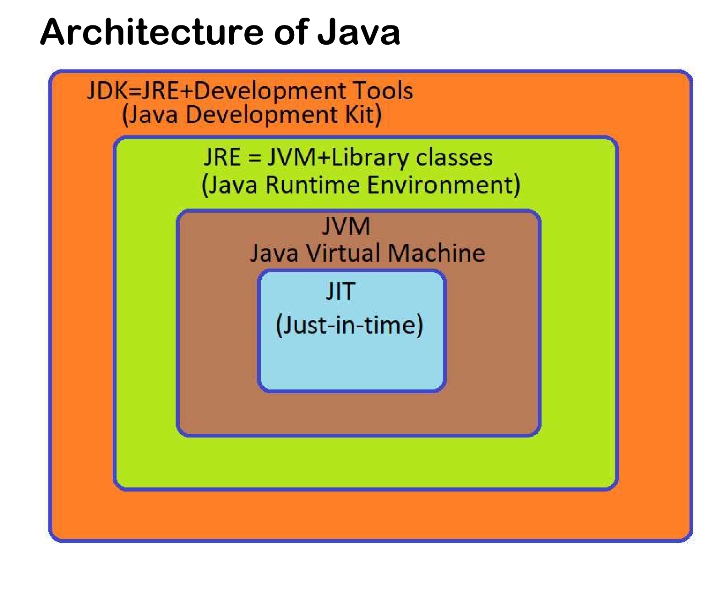 Architecture of Java
JDK=JRE+Development Tools
(Java Development Kit)
JRE = JVM+Library classes
(Java Runtime Environment)
JVM
Java Virtual Machine
JIT
(Just-in-time)